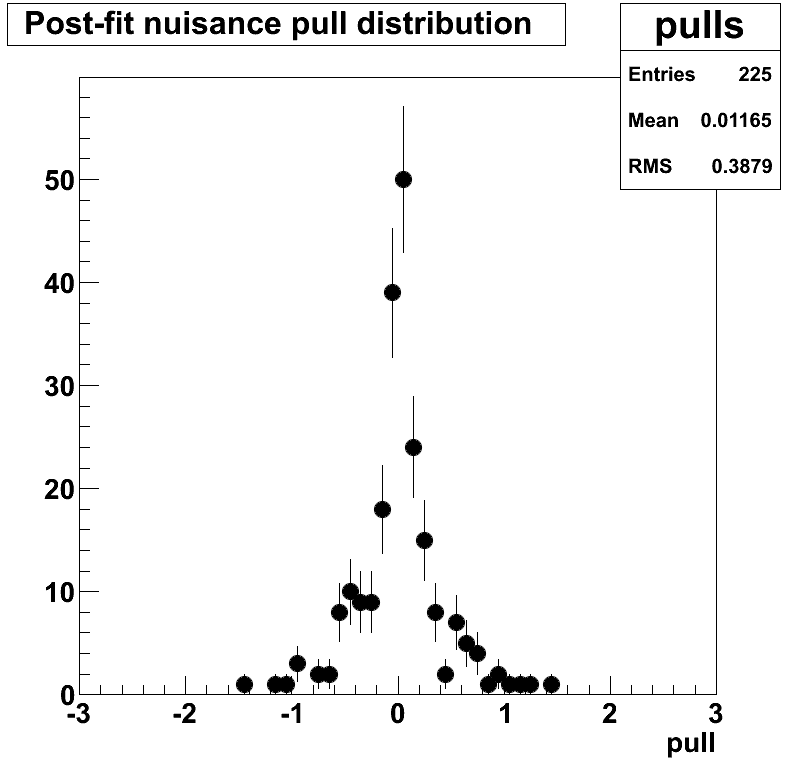 Post-fit nuisance pull distribution
pulls
Entries 225
Mean 0.01165
RMS 0.3879
50
40
30
20
10
0
-3 -2 -1 0 1 2 3
pull